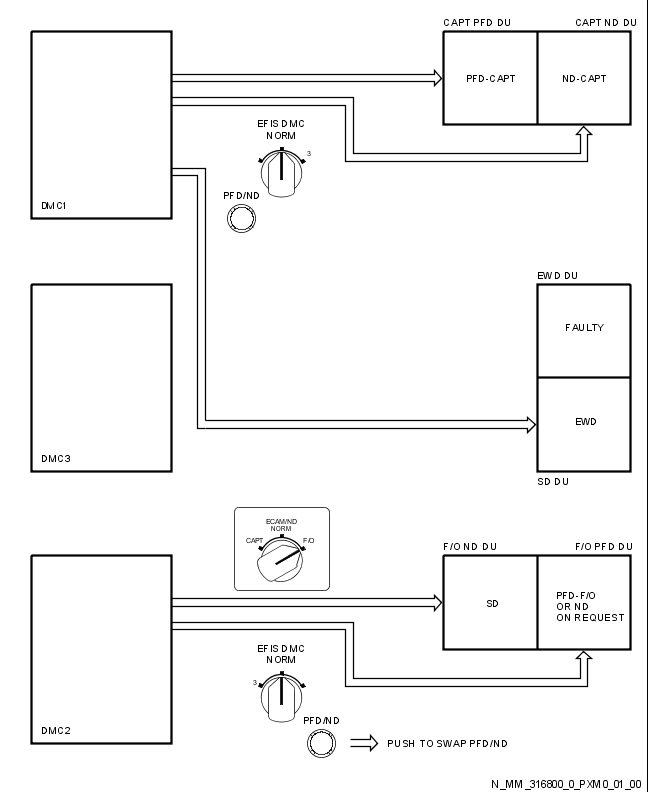 CAPT PFD DU
CAPT ND DU
PFD-CAPT
ND-CAPT
EFIS DMC
NORM
3
PFD/ND
DMC1
EWD DU
FAULTY
EWD
DMC3
SD DU
ECAM/ND
NORM
CAPT
F/O
F/O ND DU
F/O PFD DU
SD
PFD-F/O
OR ND
ON REQUEST
EFIS DMC
NORM
3
PFD/ND
DMC2
PUSH TO SWAP PFD/ND
N_MM_316800_0_PXM0_01_00